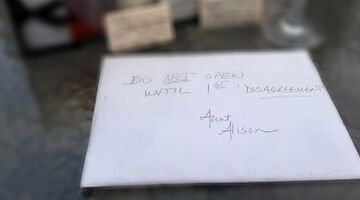 DO NOT OPEN
UNTIL 1ST 'DISAGREEMENT'
Aunt
Alison